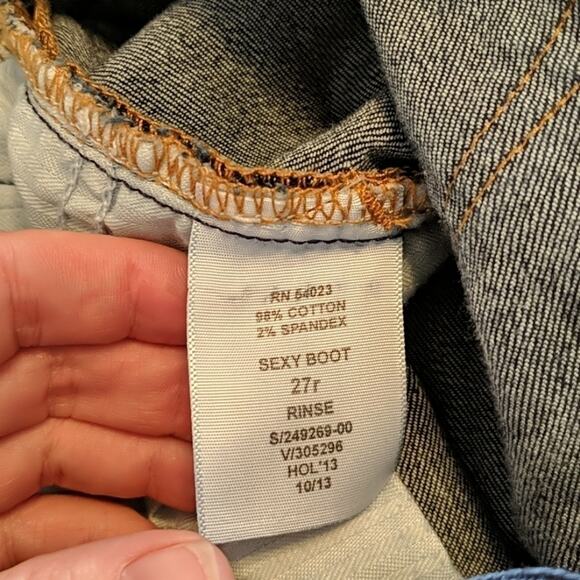 RN 54023
98% COTTON
2% SPANDEX
SEXY BOOT
27r
RINSE
S/249269-00
V/305296
HOL'13
10/13